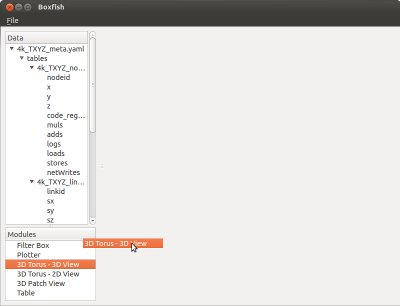 Boxfish
File
Data
4k_TXYZ_meta.yaml
tables
4k_TXYZ_no...
nodeid
x
y
z
code_reg...
muls
adds
logs
loads
stores
netWrites
4k_TXYZ_lin...
linkid
sx
sy
sz
Modules
Filter Box
Plotter
3D Torus - 3D View
3D Torus - 2D View
3D Patch View
Table
3D Torus - 3D View